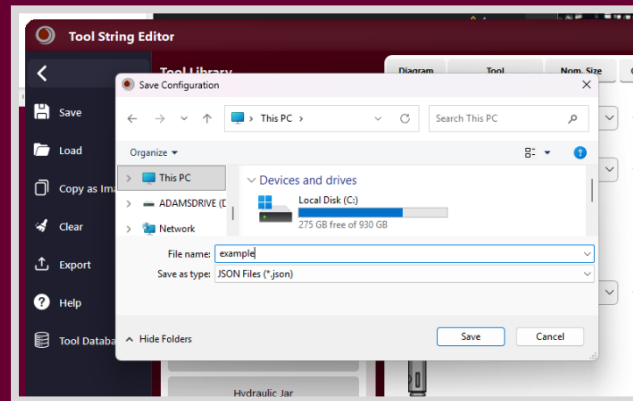 Tool String Editor
Tool Library
Diagram Tool Nom. Size
Save Configuration
This PC
Search This PC
Organize
This PC
Devices and drives
ADAMSDRIVE (D
Local Disk (C:)
275 GB free of 930 GB
Network
File name: example
Save as type: JSON Files (*.json)
Hide Folders
Save Cancel
Save
Load
Copy as Ima
Clear
Export
Help
Tool Databa
Hydraulic Jar